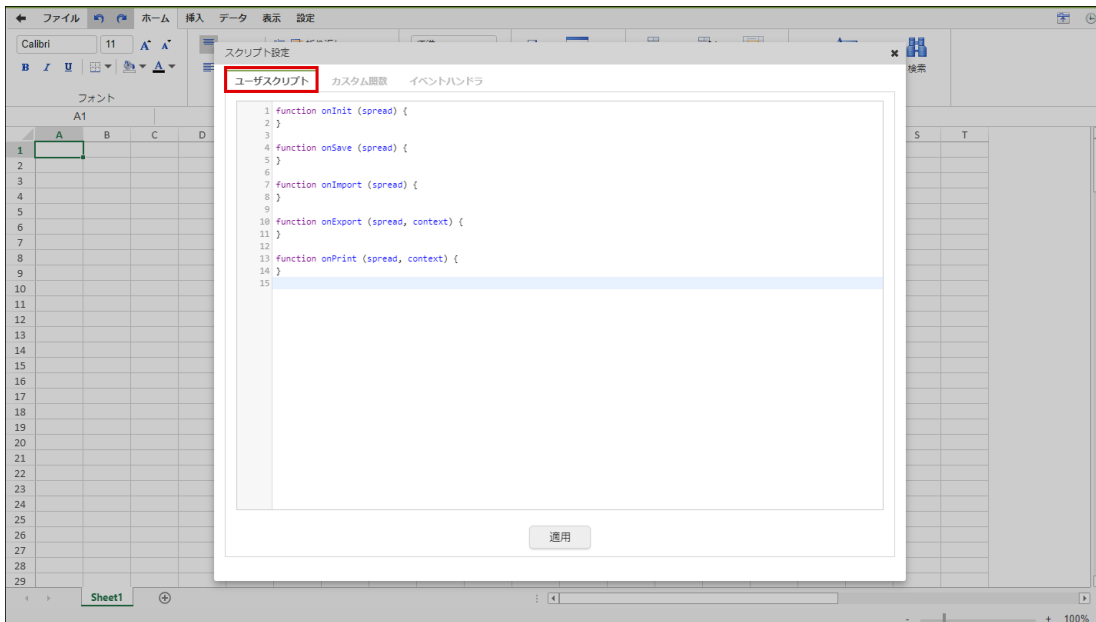 ファイル ホーム 挿入 データ 表示 設定
Calibri 11 A A
スクリプト設定
B I U A
検索
フォント
ユーザスクリプト カスタム関数 イベントハンドラ
A1
A B C D S T
1 function onInit (spread) {
2 }
3
4 function onSave (spread) {
5 }
6
7 function onImport (spread) {
8 }
9
10 function onExport (spread, context) {
11 }
12
13 function onPrint (spread, context) {
14 }
15
1
2
3
4
5
6
7
8
9
10
11
12
13
14
15
16
17
18
19
20
21
22
23
24
25
26
27
28
29
適用
Sheet1
- + 100%